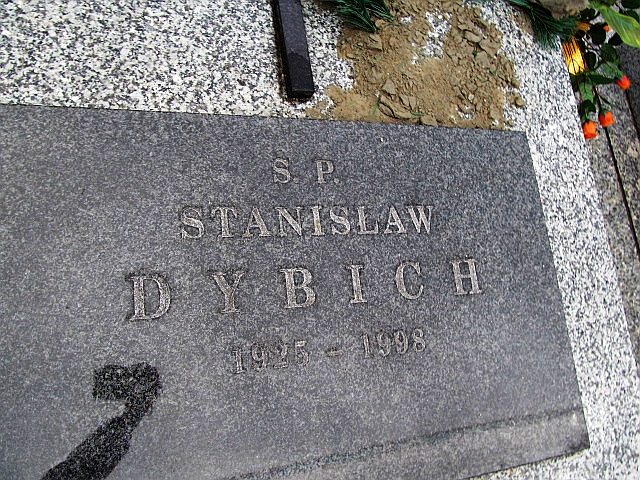 S. P.
STANISŁAW
DYBICH
1925 - 1998